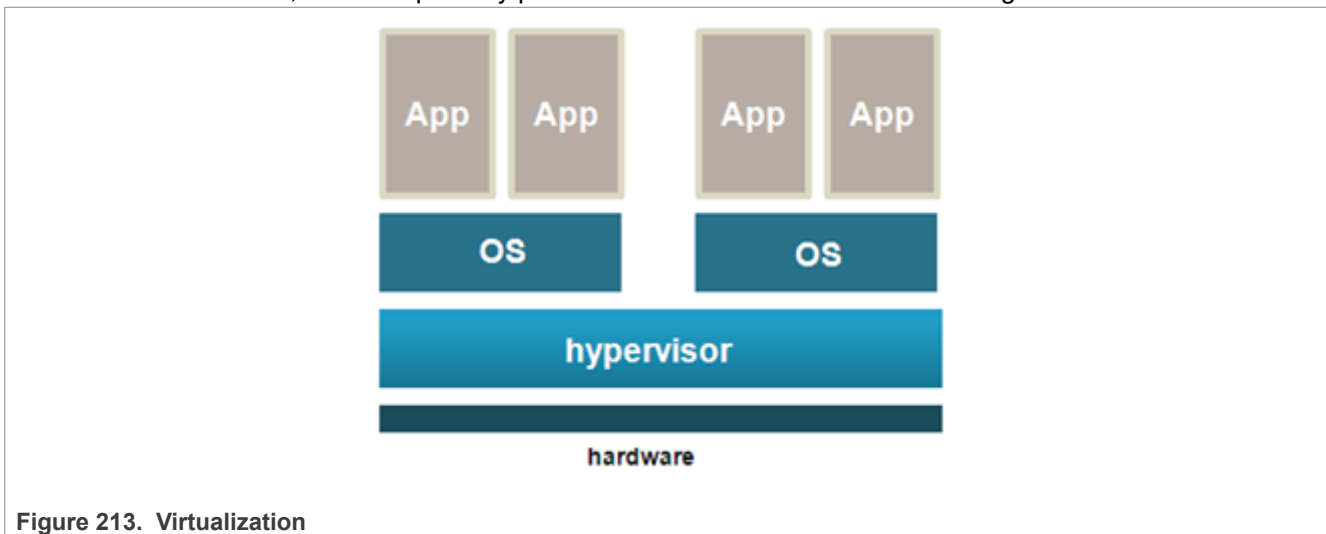 App App App App
OS OS
hypervisor
hardware
Figure 213. Virtualization